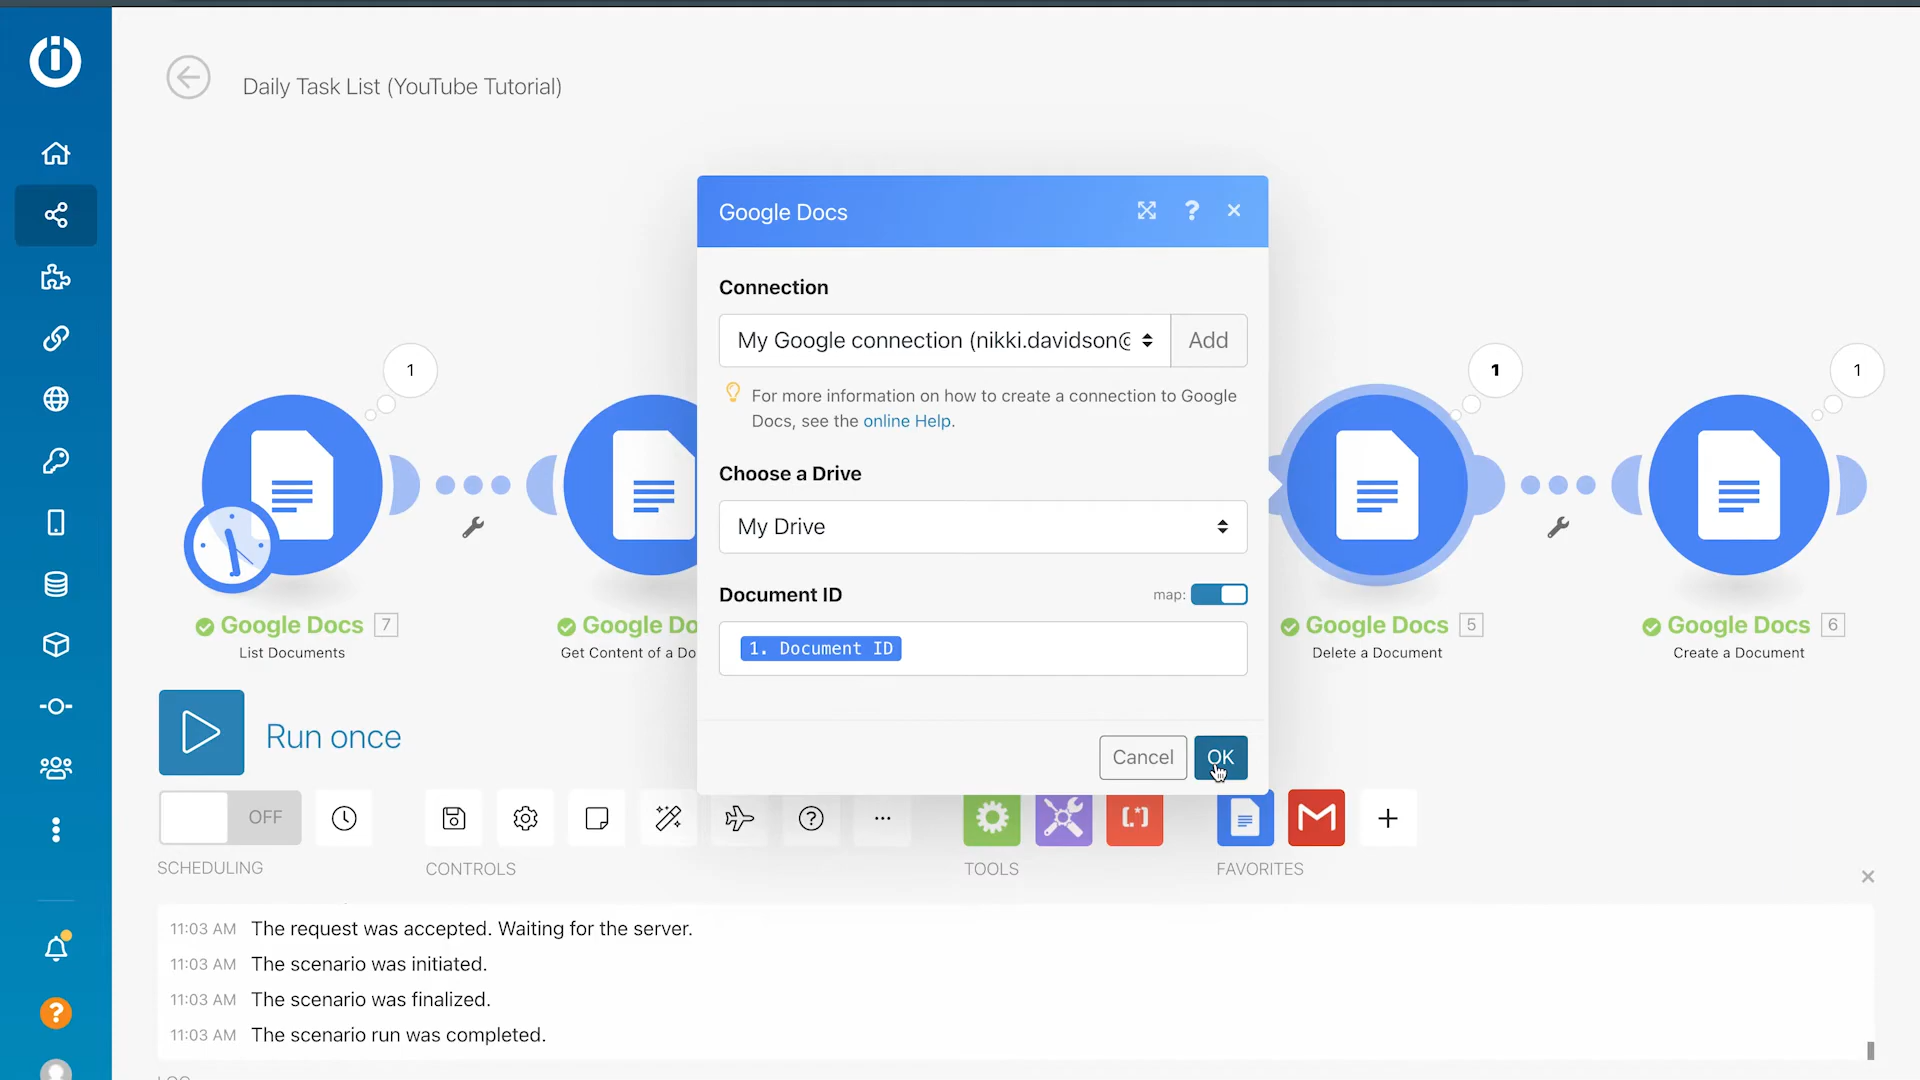 Daily Task List (YouTube Tutorial)
Google Docs
?
Connection
My Google connection (nikki.davidson@
Add
For more information on how to create a connection to Google
Docs, see the online Help.
Choose a Drive
My Drive
Document ID
map:
1. Document ID
Cancel
OK
1
1
1
Google Docs 7
List Documents
Google Do
Get Content of a Do
Google Docs 5
Delete a Document
Google Docs 6
Create a Document
Run once
OFF
SCHEDULING
CONTROLS
TOOLS
FAVORITES
11:03 AM The request was accepted. Waiting for the server.
11:03 AM The scenario was initiated.
11:03 AM The scenario was finalized.
11:03 AM The scenario run was completed.